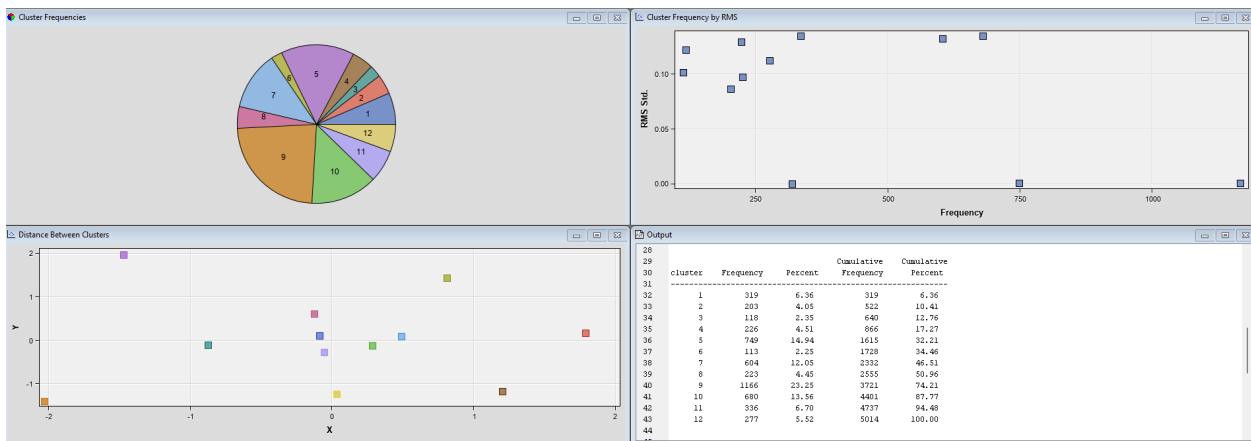 Cluster Frequencies
5
4
3
2
1
12
11
10
9
8
7
6
Cluster Frequency by RMS
RMS Std.
0.10
0.05
0.00
250
500
750
1000
Frequency
Distance Between Clusters
Y
2
1
0
-1
-2
-1
0
1
2
X
Output
28
29 Cumulative Cumulative
30 cluster Frequency Percent Frequency Percent
31 ------------------------------------------------------------
32 1 319 6.36 319 6.36
33 2 203 4.05 522 10.41
34 3 118 2.35 640 12.76
35 4 226 4.51 866 17.27
36 5 749 14.94 1615 32.21
37 6 113 2.25 1728 34.46
38 7 604 12.05 2332 46.51
39 8 223 4.45 2555 50.96
40 9 1166 23.25 3721 74.21
41 10 680 13.56 4401 87.77
42 11 336 6.70 4737 94.48
43 12 277 5.52 5014 100.00
44